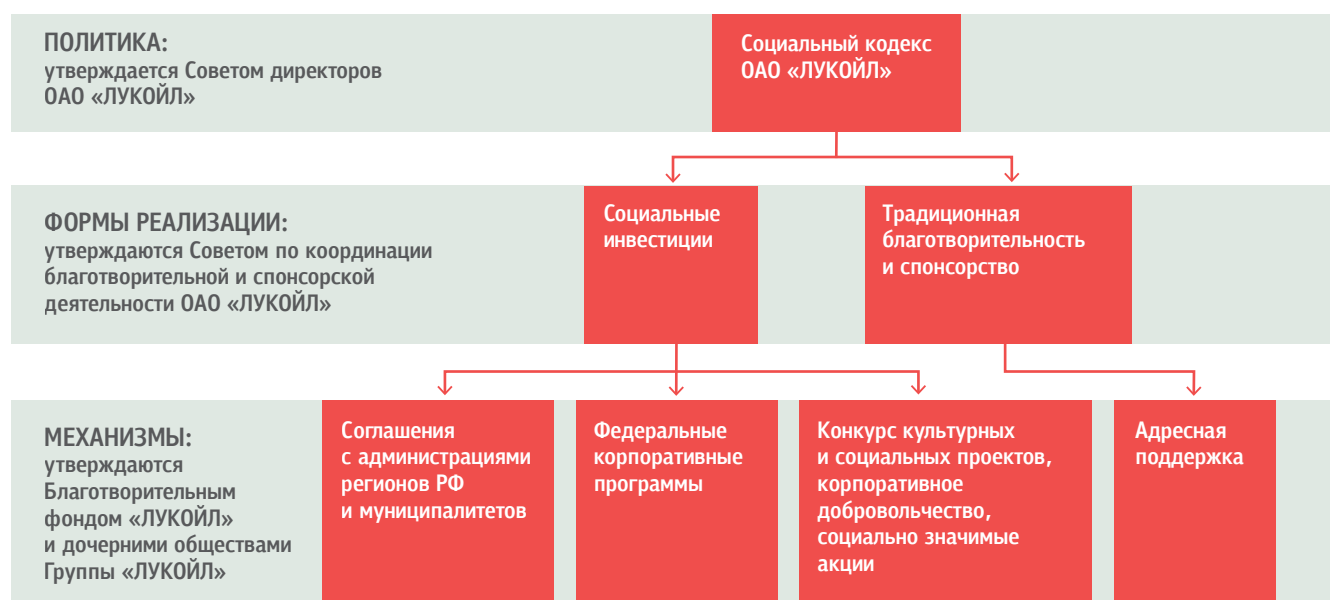 ПОЛИТИКА:
утверждается Советом директоров
ОАО «ЛУКОЙЛ»
Социальный кодекс
ОАО «ЛУКОЙЛ»
ФОРМЫ РЕАЛИЗАЦИИ:
утверждаются Советом по координации
благотворительной и спонсорской
деятельности ОАО «ЛУКОЙЛ»
Социальные
инвестиции
Традиционная
благотворительность
и спонсорство
МЕХАНИЗМЫ:
утверждаются
Благотворительным
фондом «ЛУКОЙЛ»
и дочерними обществами
Группы «ЛУКОЙЛ»
Соглашения
с администрациями
регионов РФ
и муниципалитетов
Федеральные
корпоративные
программы
Конкурс культурных
и социальных проектов,
корпоративное
добровольчество,
социально значимые
акции
Адресная
поддержка